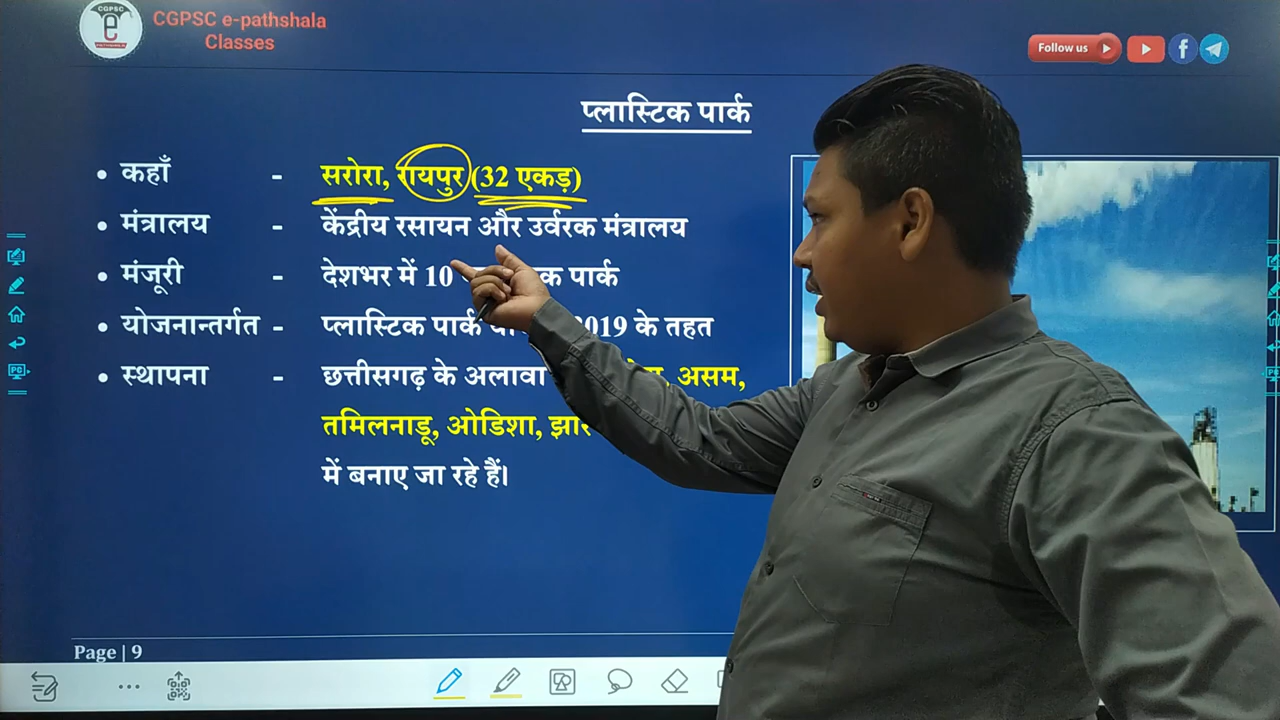 CGPSC
e
CGPSC e-pathshala
Classes
Follow us
प्लास्टिक पार्क
• कहाँ - सरोरा, रायपुर (32 एकड़)
• मंत्रालय - केंद्रीय रसायन और उर्वरक मंत्रालय
• मंजूरी - देशभर में 10 पार्क
• योजनान्तर्गत - प्लास्टिक पार्क 2019 के तहत
• स्थापना - छत्तीसगढ़ के अलावा असम,
तमिलनाडू, ओडिशा,
में बनाए जा रहे हैं।
Page | 9